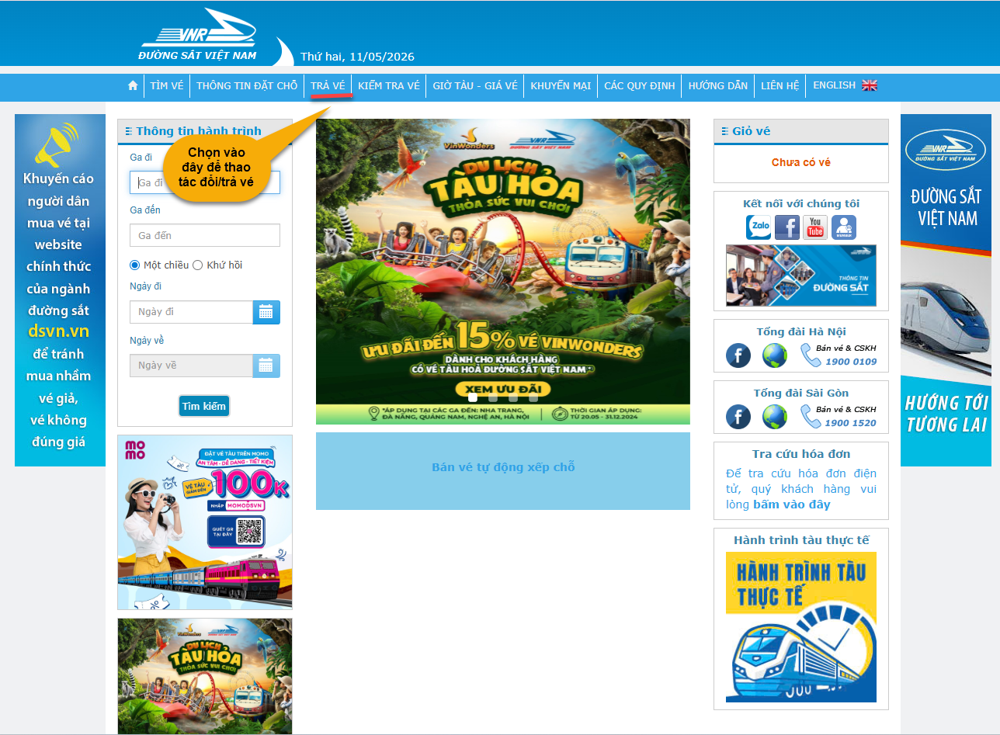 VNR
ĐƯỜNG SẮT VIỆT NAM
Thứ hai, 11/05/2026
TÌM VÉ
THÔNG TIN ĐẶT CHỖ
TRẢ VÉ
KIỂM TRA VÉ
GIỜ TÀU - GIÁ VÉ
KHUYẾN MẠI
CÁC QUY ĐỊNH
HƯỚNG DẪN
LIÊN HỆ
ENGLISH
Khuyến cáo
người dân
mua vé tại
website
chính thức
của ngành
đường sắt
dsvn.vn
để tránh
mua nhầm
vé giả,
vé không
đúng giá
Thông tin hành trình
Chọn vào
đây để thao
tác đổi/trả vé
Ga đi
Ga đi
Ga đến
Ga đến
Một chiều
Khứ hồi
Ngày đi
Ngày đi
Ngày về
Ngày về
Tìm kiếm
mo
mo
ĐẶT VÉ TÀU TRÊN MOMO
AN TÂM - DỄ DÀNG - TIẾT KIỆM
VÉ TÀU
GIẢM ĐẾN
100K
NHẬP MOMODSVN
QUÉT QR
TẠI ĐÂY
VinWonders
ĐƯỜNG SẮT VIỆT NAM
DU LỊCH
TÀU HỎA
THỎA SỨC VUI CHƠI
VinWonders
ĐƯỜNG SẮT VIỆT NAM
DU LỊCH
TÀU HỎA
THỎA SỨC VUI CHƠI
ƯU ĐÃI ĐẾN 15% VÉ VINWONDERS
DÀNH CHO KHÁCH HÀNG
CÓ VÉ TÀU HOẢ ĐƯỜNG SẮT VIỆT NAM*
XEM ƯU ĐÃI
*ÁP DỤNG TẠI CÁC GA ĐẾN: NHA TRANG,
ĐÀ NẴNG, QUẢNG NAM, NGHỆ AN, HÀ NỘI
THỜI GIAN ÁP DỤNG:
TỪ 20.05 - 31.12.2024
Bán vé tự động xếp chỗ
Giỏ vé
Chưa có vé
Kết nối với chúng tôi
Zalo
f
You
Tube
MEMBER
THÔNG TIN
ĐƯỜNG SẮT
Tổng đài Hà Nội
f
Bán vé & CSKH
1900 0109
Tổng đài Sài Gòn
f
Bán vé & CSKH
1900 1520
Tra cứu hóa đơn
Để tra cứu hóa đơn điện
tử, quý khách hàng vui
lòng bấm vào đây
Hành trình tàu thực tế
HÀNH TRÌNH TÀU
THỰC TẾ
VNR
ĐƯỜNG SẮT VIỆT NAM
ĐƯỜNG SẮT
VIỆT NAM
HƯỚNG TỚI
TƯƠNG LAI